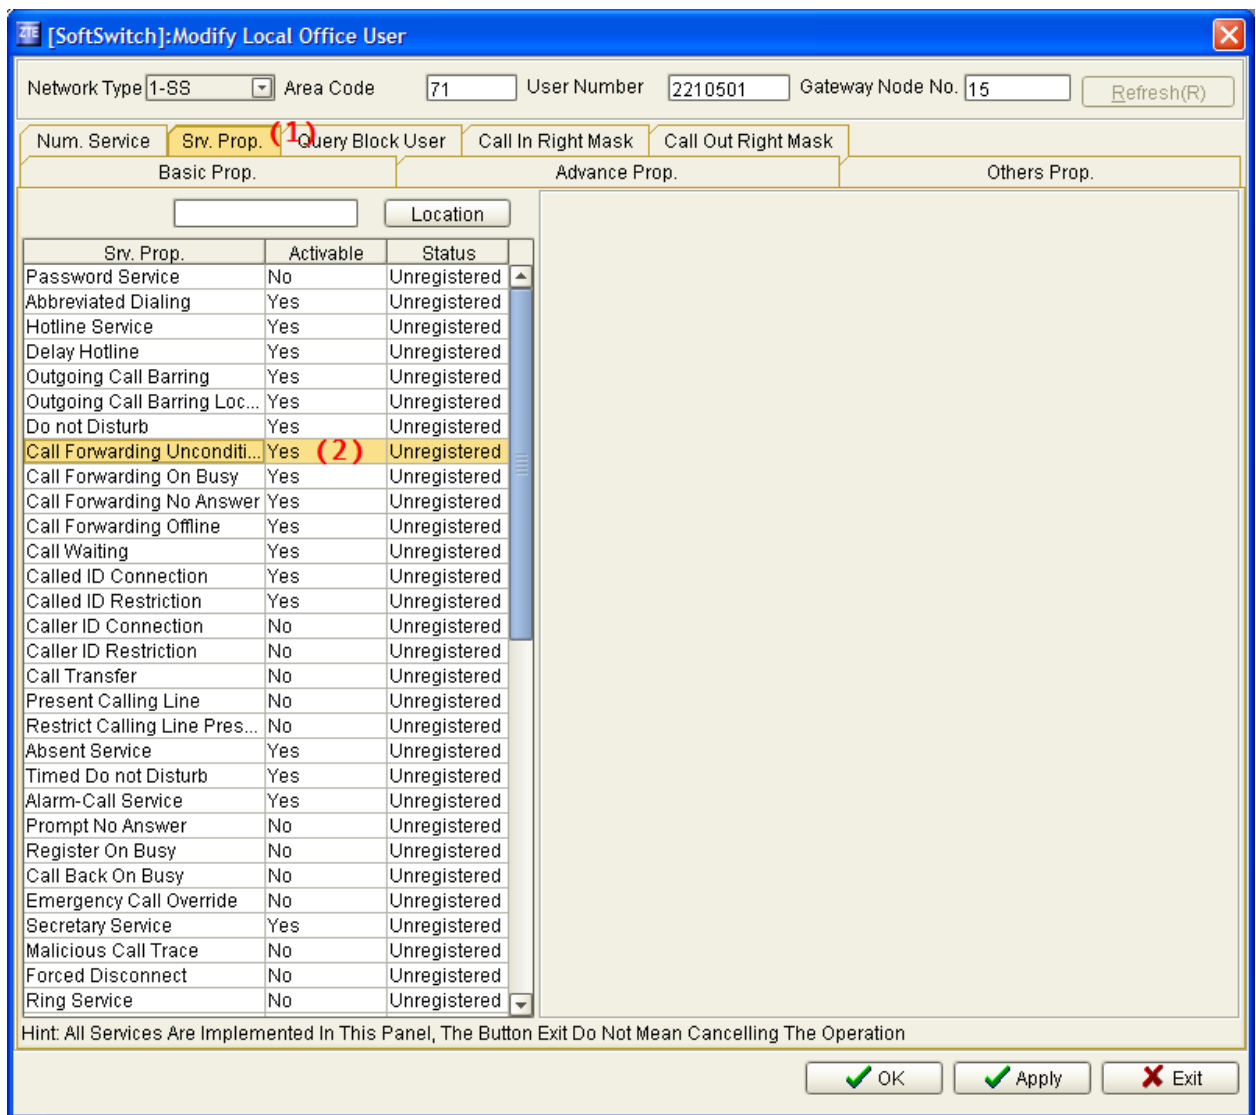 ZTE [SoftSwitch]:Modify Local Office User
Network Type 1-SS Area Code 71 User Number 2210501 Gateway Node No. 15 Refresh(R)
Num. Service Srv. Prop. (1) Query Block User Call In Right Mask Call Out Right Mask
Basic Prop. Advance Prop. Others Prop.
Location
Srv. Prop. Activable Status
Password Service No Unregistered
Abbreviated Dialing Yes Unregistered
Hotline Service Yes Unregistered
Delay Hotline Yes Unregistered
Outgoing Call Barring Yes Unregistered
Outgoing Call Barring Loc... Yes Unregistered
Do not Disturb Yes Unregistered
Call Forwarding Unconditi... Yes (2) Unregistered
Call Forwarding On Busy Yes Unregistered
Call Forwarding No Answer Yes Unregistered
Call Forwarding Offline Yes Unregistered
Call Waiting Yes Unregistered
Called ID Connection Yes Unregistered
Called ID Restriction Yes Unregistered
Caller ID Connection No Unregistered
Caller ID Restriction No Unregistered
Call Transfer No Unregistered
Present Calling Line No Unregistered
Restrict Calling Line Pres... No Unregistered
Absent Service Yes Unregistered
Timed Do not Disturb Yes Unregistered
Alarm-Call Service Yes Unregistered
Prompt No Answer No Unregistered
Register On Busy No Unregistered
Call Back On Busy No Unregistered
Emergency Call Override No Unregistered
Secretary Service Yes Unregistered
Malicious Call Trace No Unregistered
Forced Disconnect No Unregistered
Ring Service No Unregistered
Hint: All Services Are Implemented In This Panel, The Button Exit Do Not Mean Cancelling The Operation
OK Apply Exit